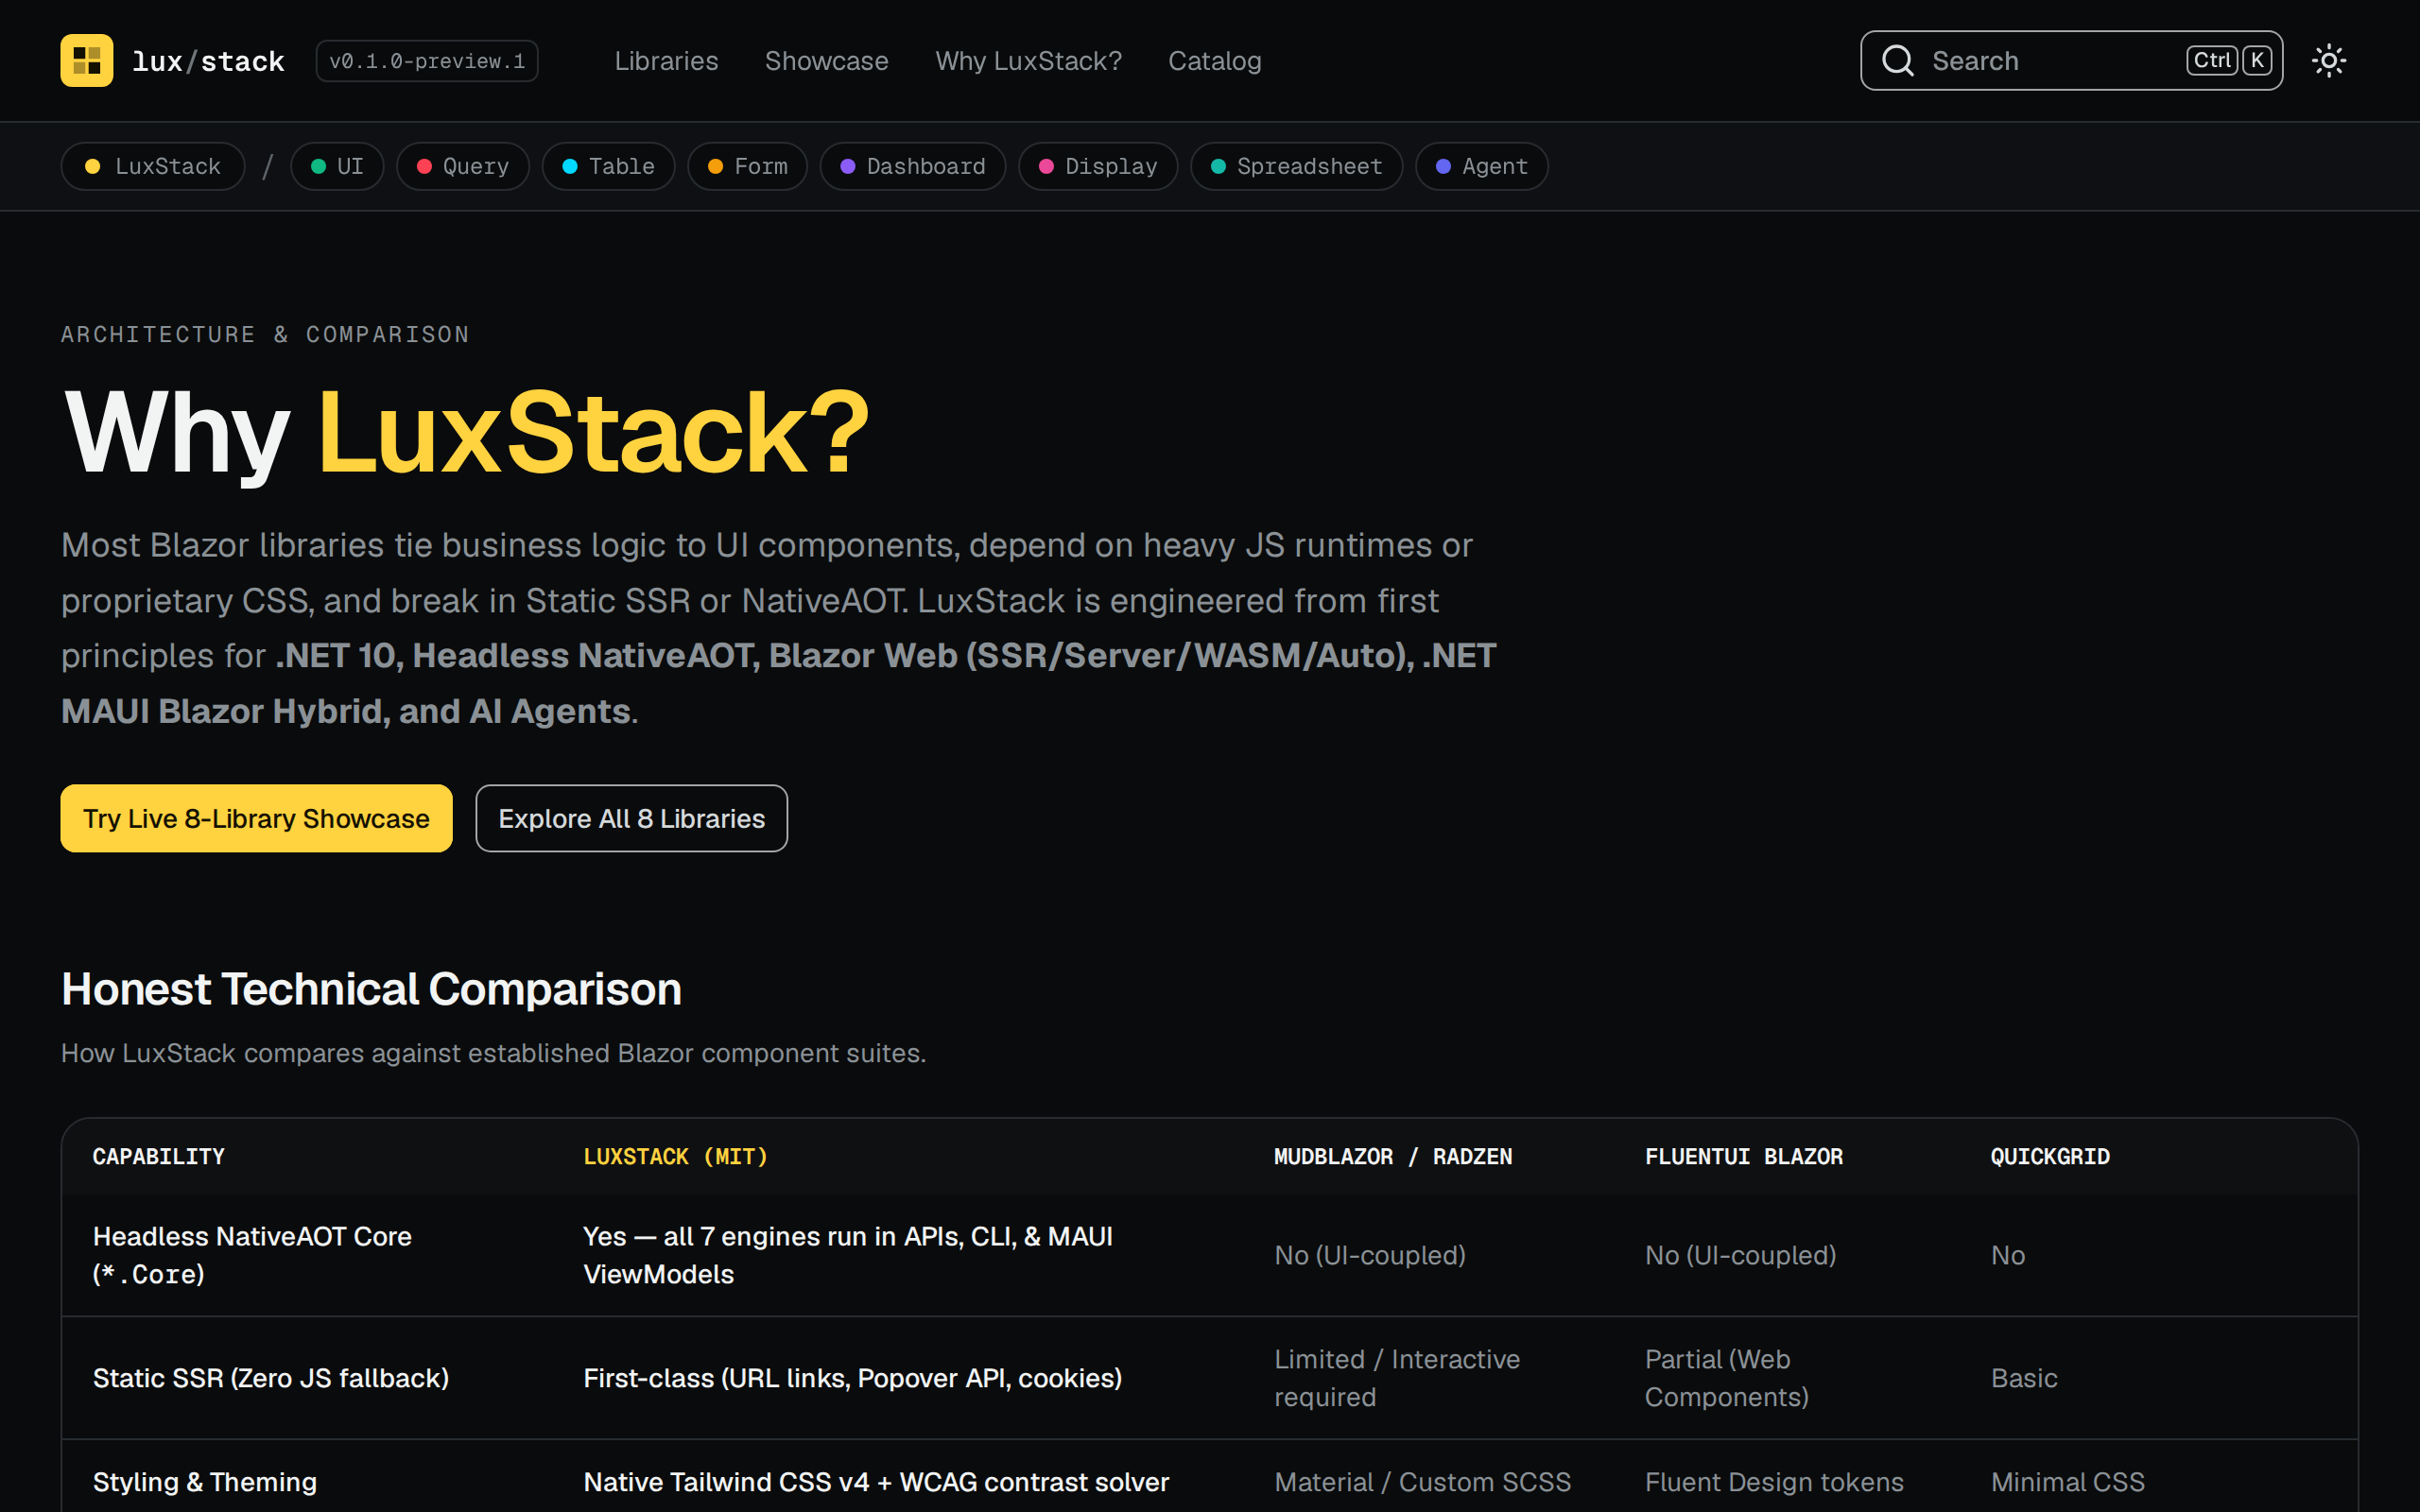 lux/stack v0.1.0-preview.1 Libraries Showcase Why LuxStack? Catalog Search Ctrl K
LuxStack / UI Query Table Form Dashboard Display Spreadsheet Agent
ARCHITECTURE & COMPARISON
Why LuxStack?
Most Blazor libraries tie business logic to UI components, depend on heavy JS runtimes or
proprietary CSS, and break in Static SSR or NativeAOT. LuxStack is engineered from first
principles for .NET 10, Headless NativeAOT, Blazor Web (SSR/Server/WASM/Auto), .NET
MAUI Blazor Hybrid, and AI Agents.
Try Live 8-Library Showcase Explore All 8 Libraries
Honest Technical Comparison
How LuxStack compares against established Blazor component suites.
CAPABILITY LUXSTACK (MIT) MUDBLAZOR / RADZEN FLUENTUI BLAZOR QUICKGRID
Headless NativeAOT Core
(*.Core)
Yes — all 7 engines run in APIs, CLI, & MAUI
ViewModels
No (UI-coupled)
No (UI-coupled)
No
Static SSR (Zero JS fallback)
First-class (URL links, Popover API, cookies)
Limited / Interactive
required
Partial (Web
Components)
Basic
Styling & Theming
Native Tailwind CSS v4 + WCAG contrast solver
Material / Custom SCSS
Fluent Design tokens
Minimal CSS